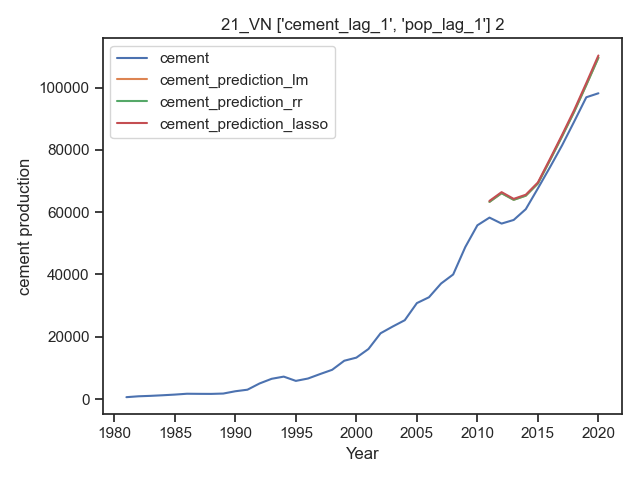 21_VN ['cement_lag_1', 'pop_lag_1'] 2
cement
cement_prediction_lm
cement_prediction_rr
cement_prediction_lasso
cement production
100000
80000
60000
40000
20000
0
1980 1985 1990 1995 2000 2005 2010 2015 2020
Year